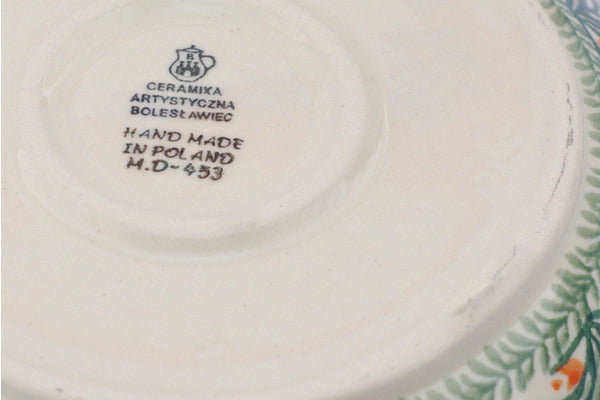 B
CERAMIKA
ARTYSTYCZNA
BOLESŁAWIEC
HAND MADE
IN POLAND
M.D-453